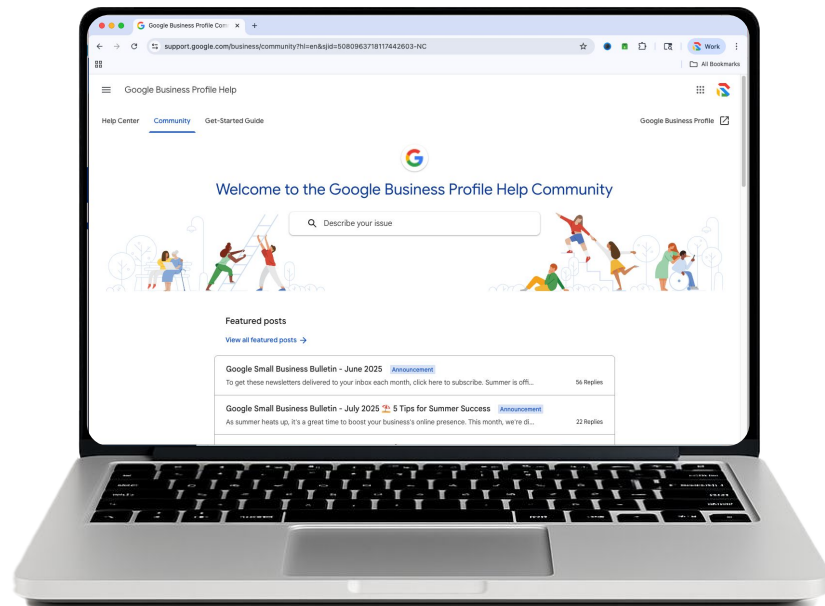 Google Business Profile Com
support.google.com/business/community?hl=en&sjid=5080963718117442603-NC
Work
All Bookmarks
Google Business Profile Help
Help Center Community Get-Started Guide Google Business Profile
Welcome to the Google Business Profile Help Community
Describe your issue
Featured posts
View all featured posts →
Google Small Business Bulletin - June 2025 Announcement
To get these newsletters delivered to your inbox each month, click here to subscribe. Summer is offi... 56 Replies
Google Small Business Bulletin - July 2025 ⛱️ 5 Tips for Summer Success Announcement
As summer heats up, it's a great time to boost your business's online presence. This month, we're di... 22 Replies